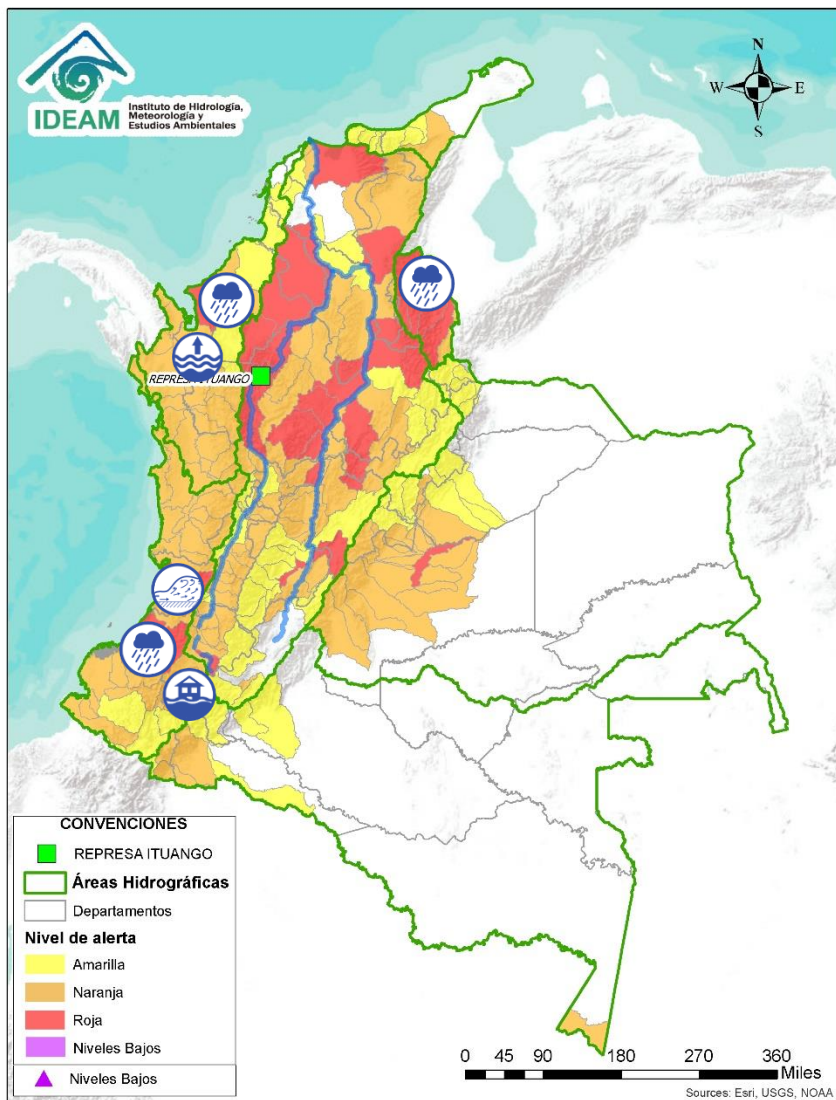 IDEAM
Instituto de Hidrología,
Meteorología y
Estudios Ambientales
N
W
E
S
REPRESA ITUANGO
CONVENCIONES
REPRESA ITUANGO
Áreas Hidrográficas
Departamentos
Nivel de alerta
Amarilla
Naranja
Roja
Niveles Bajos
Niveles Bajos
0 45 90 180 270 360
Miles
Sources: Esri, USGS, NOAA